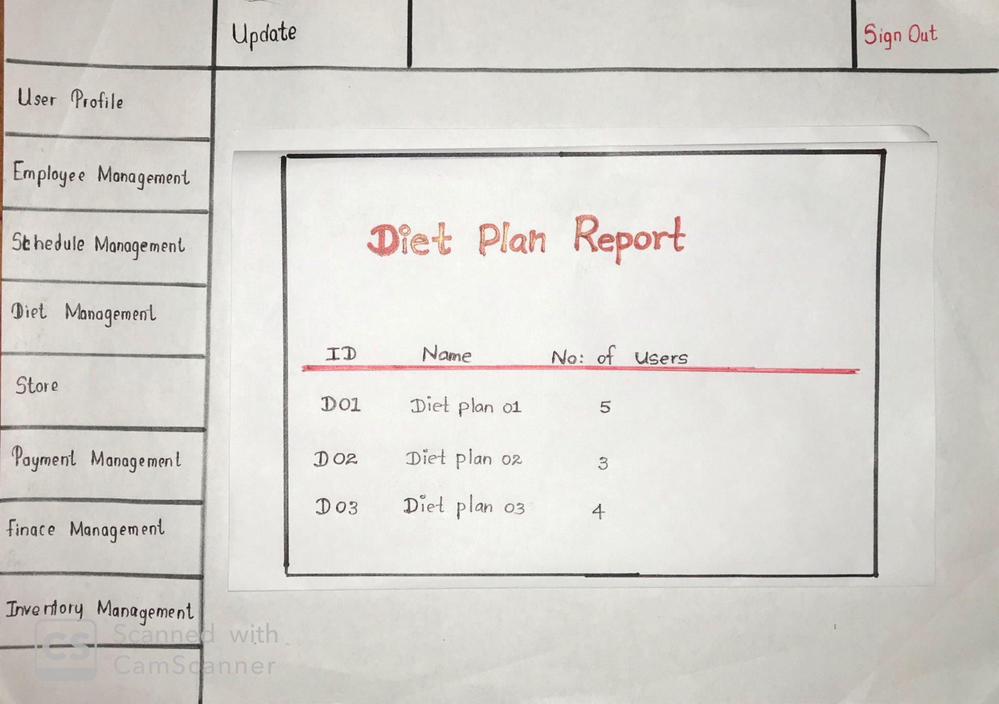 Update
Sign Out
User Profile
Employee Management
Schedule Management
Diet Management
Store
Payment Management
Finace Management
Inventory Management
Diet Plan Report
ID Name No: of Users
D01 Diet plan 01 5
D02 Diet plan 02 3
D03 Diet plan 03 4
CS Scanned with
CamScanner